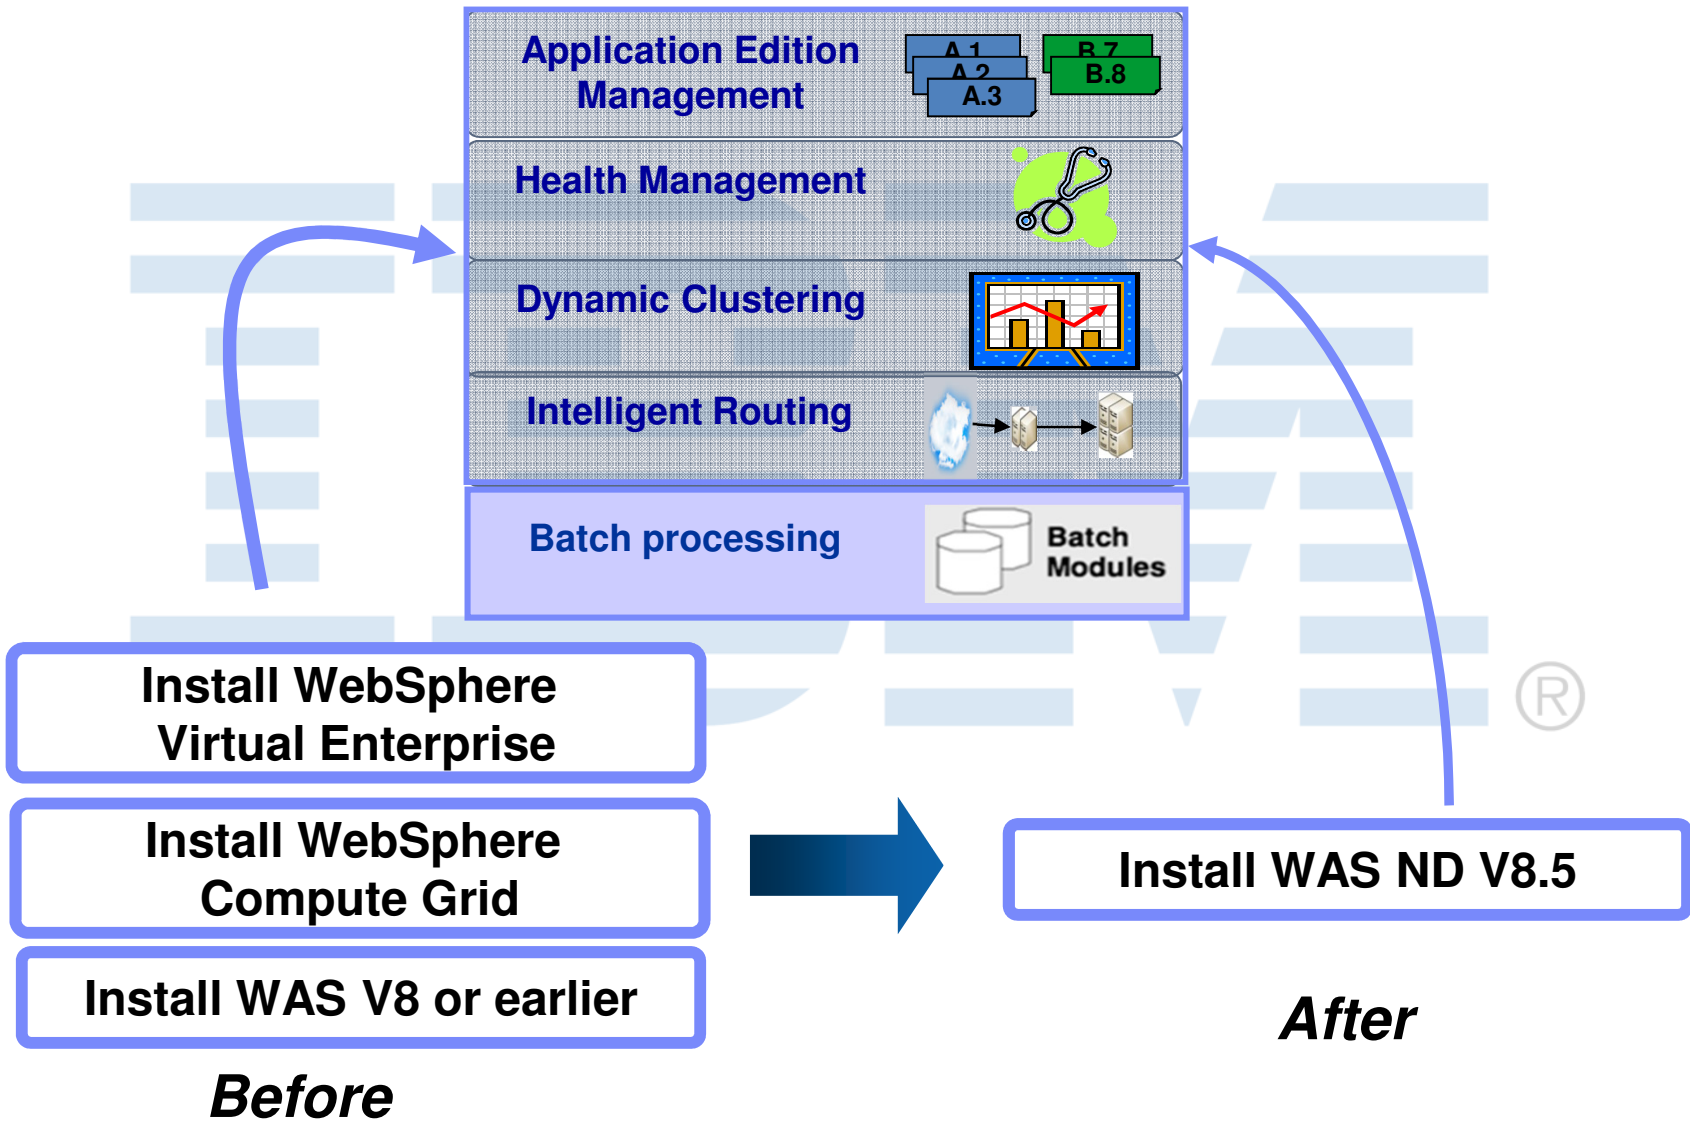 Application Edition
Management
A.1
A.2
A.3
B.7
B.8
Health Management
Dynamic Clustering
Intelligent Routing
Batch processing
Batch
Modules
Install WebSphere
Virtual Enterprise
Install WebSphere
Compute Grid
Install WAS V8 or earlier
Before
Install WAS ND V8.5
After
IBM
®